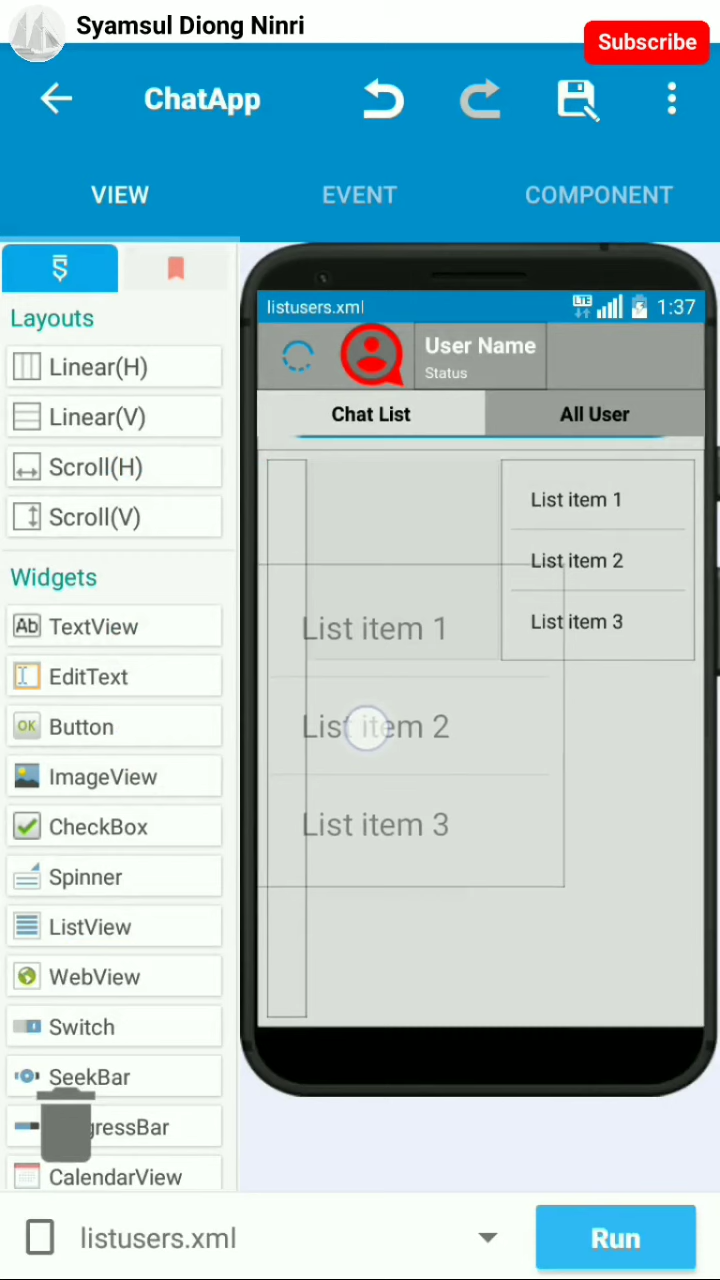 Syamsul Diong Ninri
Subscribe
ChatApp
VIEW
EVENT
COMPONENT
Layouts
Linear(H)
Linear(V)
Scroll(H)
Scroll(V)
Widgets
Ab TextView
EditText
OK Button
ImageView
CheckBox
Spinner
ListView
WebView
Switch
SeekBar
gressBar
CalendarView
listusers.xml
LTE
1:37
User Name
Status
Chat List
All User
List item 1
List item 2
List item 3
List item 1
List item 2
List item 3
listusers.xml
Run